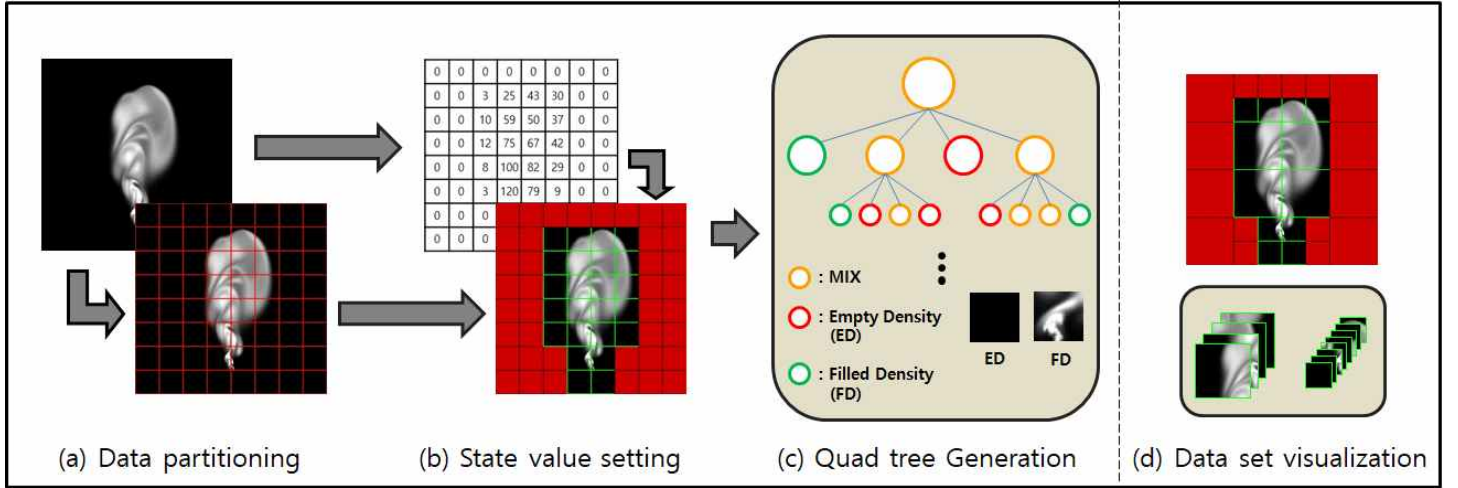 0 0 0 0 0 0 0 0
0 0 3 25 43 30 0 0
0 0 10 59 50 37 0 0
0 0 12 75 67 42 0 0
0 0 8 100 82 29 0 0
0 0 3 120 79 9 0 0
0 0 0
0 0 0
: MIX
: Empty Density
(ED)
: Filled Density
(FD)
ED
FD
(a) Data partitioning
(b) State value setting
(c) Quad tree Generation
(d) Data set visualization